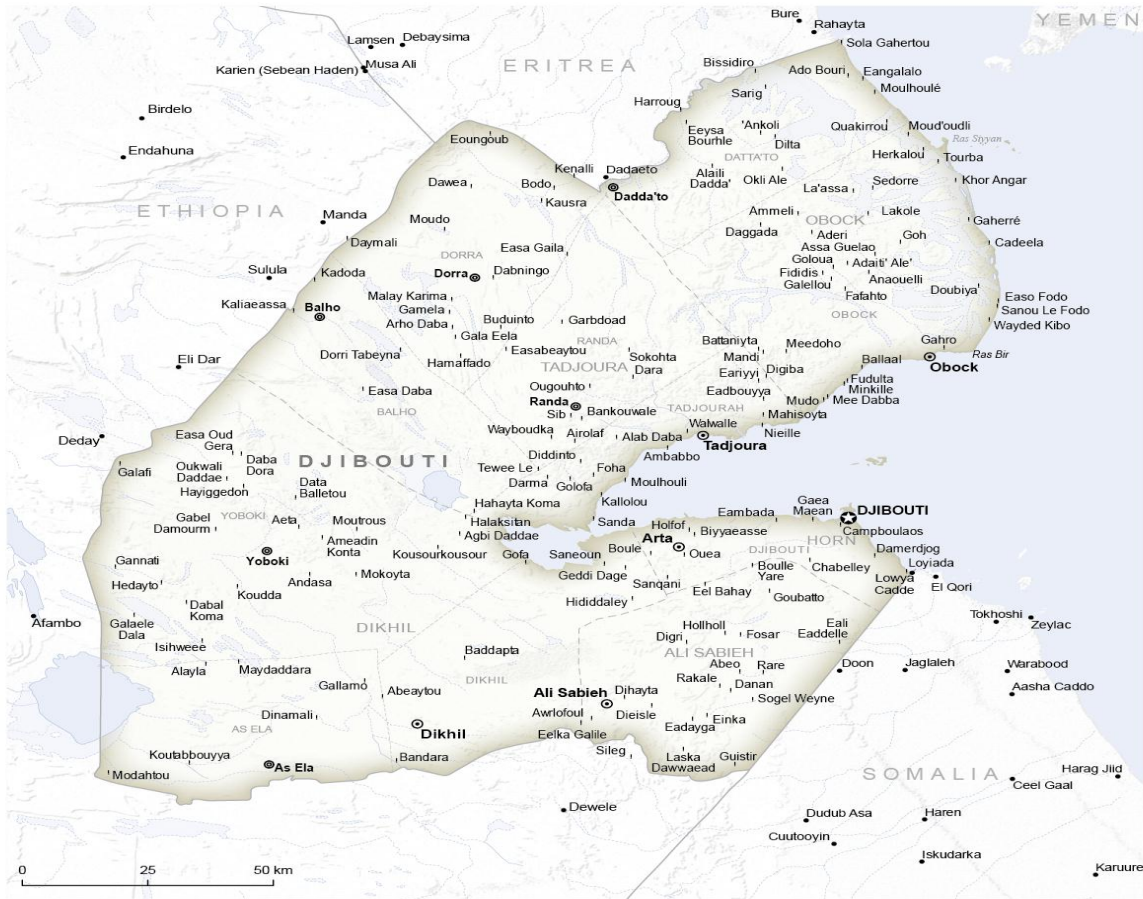 Bure
Rahayta
YEMEN
Lamsen
Debaysima
Sola Gahertou
Karien (Sebean Haden)
Musa Ali
ERITREA
Bissidiro
Ado Bouri
Eangalalo
Moulhoulé
Sarig
Harroug
Birdelo
Endahuna
Eoungoub
Eeysa
Bourhle
'Ankoli
Dilta
Quakirrou
Moud'oudli
Ras Siyyan
DATTA'TO
Herkalou
Tourba
Kenalli
Dadaeto
Dawea
Bodo
Kausra
Dadda'to
Alaili
Dadda'
Okli Ale
La'assa
Sedorre
Khor Angar
ETHIOPIA
Manda
Moudo
Ammeli
OBOCK
Lakole
Gaherré
Daymali
Daggada
Aderi
Goh
Cadeela
DORRA
Easa Gaila
Assa Guelao
Goloua
Adaiti' Ale'
Sulula
Kadoda
Dorra
Dabningo
Fididis
Galellou
Anaouelli
Doubiya
Kaliaeassa
Balho
Malay Karima
Gamela
Arho Daba
Fafahto
Easo Fodo
Sanou Le Fodo
OBOCK
Wayded Kibo
Buduinto
Garbdoad
Gala Eela
RANDA
Battaniyta
Meedoho
Gahro
Ras Bir
Eli Dar
Dorri Tabeyna
Hamaffado
Easabeaytou
Sokohta
Dara
TADJOURA
Mandi
Eariyyi
Digiba
Ballaal
Obock
Easa Daba
Ougouhto
Eadbouyya
Fudulta
Minkille
Mee Dabba
BALHO
Randa
Sib
Bankouwale
TADJOURAH
Mudo
Mahisoyta
Deday
Easa Oud
Gera
Wayboudka
Airolaf
Alab Daba
Walwalle
Tadjoura
Nieille
Ambabbo
Galafi
Oukwali
Daddae
Hayiggedon
Daba
Dora
DJIBOUTI
Diddinto
Tewee Le
Darma
Golofa
Foha
Moulhouli
Data
Balletou
Hahayta Koma
Kallolou
Gabel
Damourm
YOBOKI
Aeta
Moutrous
Halaksitan
Agbi Daddae
Sanda
Eambada
Gaea
Maean
DJIBOUTI
Campboulaos
Holfof
Biyyaeasse
HORN
Ameadin
Konta
Kousourkousour
Gofa
Saneoun
Boule
Arta
Ouea
DJIBOUTI
Damerdjog
Gannati
Yoboki
Mokoyta
Geddi Dage
Boulle
Yare
Chabelley
Loyiada
Hedayto
Andasa
Sanqani
Eel Bahay
Goubatto
Lowya
Cadde
El Qori
Koudda
Hididdaley
Afambo
Dabal
Koma
Galaele
Dala
DIKHIL
Hollholl
Digri
Fosar
Eali
Eaddelle
Tokhoshi
Zeylac
Isihweeé
Baddapta
ALI SABIEH
Alayla
Maydaddara
DIKHIL
Abeo
Rare
Doon
Jaglaleh
Warabood
Gallamó
Abeaytou
Ali Sabieh
Dihayta
Rakale
Danan
Sogel Weyne
Aasha Caddo
Dinamali
AS ELA
Dikhil
Awrlofoul
Dieisle
Einka
Eadayga
Eelka Galile
Koutabbouyya
Bandara
Sileg
Laska
Dawwaead
Guistir
Modahtou
As Ela
SOMALIA
Harag Jiid
Ceel Gaal
Dewele
Dudub Asa
Haren
Cuutooyin
Iskudarka
Karuure
0 25 50 km